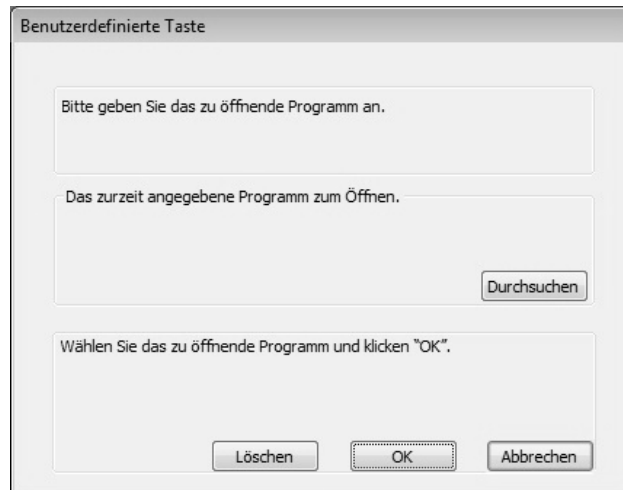 Benutzerdefinierte Taste
Bitte geben Sie das zu öffnende Programm an.
Das zurzeit angegebene Programm zum Öffnen.
Durchsuchen
Wählen Sie das zu öffnende Programm und klicken “OK”.
Löschen OK Abbrechen